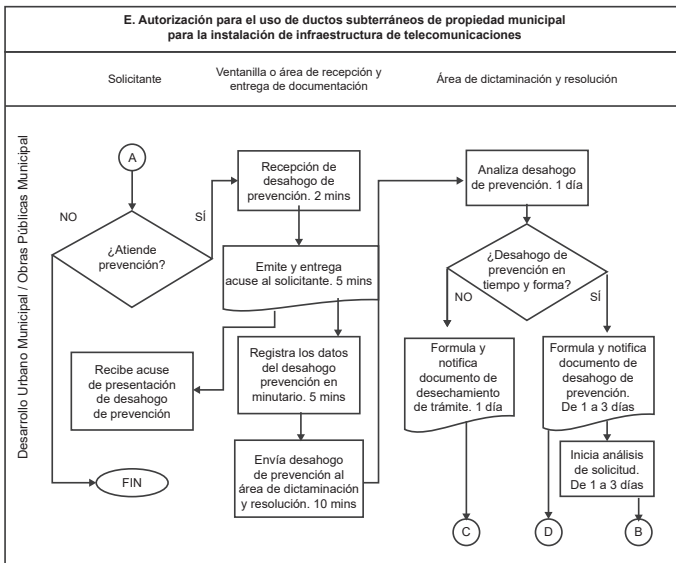 E. Autorización para el uso de ductos subterráneos de propiedad municipal
para la instalación de infraestructura de telecomunicaciones
Solicitante
Ventanilla o área de recepción y
entrega de documentación
Área de dictaminación y resolución
Desarrollo Urbano Municipal / Obras Públicas Municipal
A
NO
SÍ
¿Atiende
prevención?
Recepción de
desahogo de
prevención. 2 mins
Emite y entrega
acuse al solicitante. 5 mins
Recibe acuse
de presentación
de desahogo
de prevención
Registra los datos
del desahogo
prevención en
minutario. 5 mins
FIN
Envía desahogo
de prevención al
área de dictaminación
y resolución. 10 mins
Analiza desahogo
de prevención. 1 día
¿Desahogo de
prevención en
tiempo y forma?
NO
SÍ
Formula y
notifica
documento de
desechamiento
de trámite. 1 día
Formula y notifica
documento de
desahogo de
prevención.
De 1 a 3 días
Inicia análisis
de solicitud.
De 1 a 3 días
C
D
B